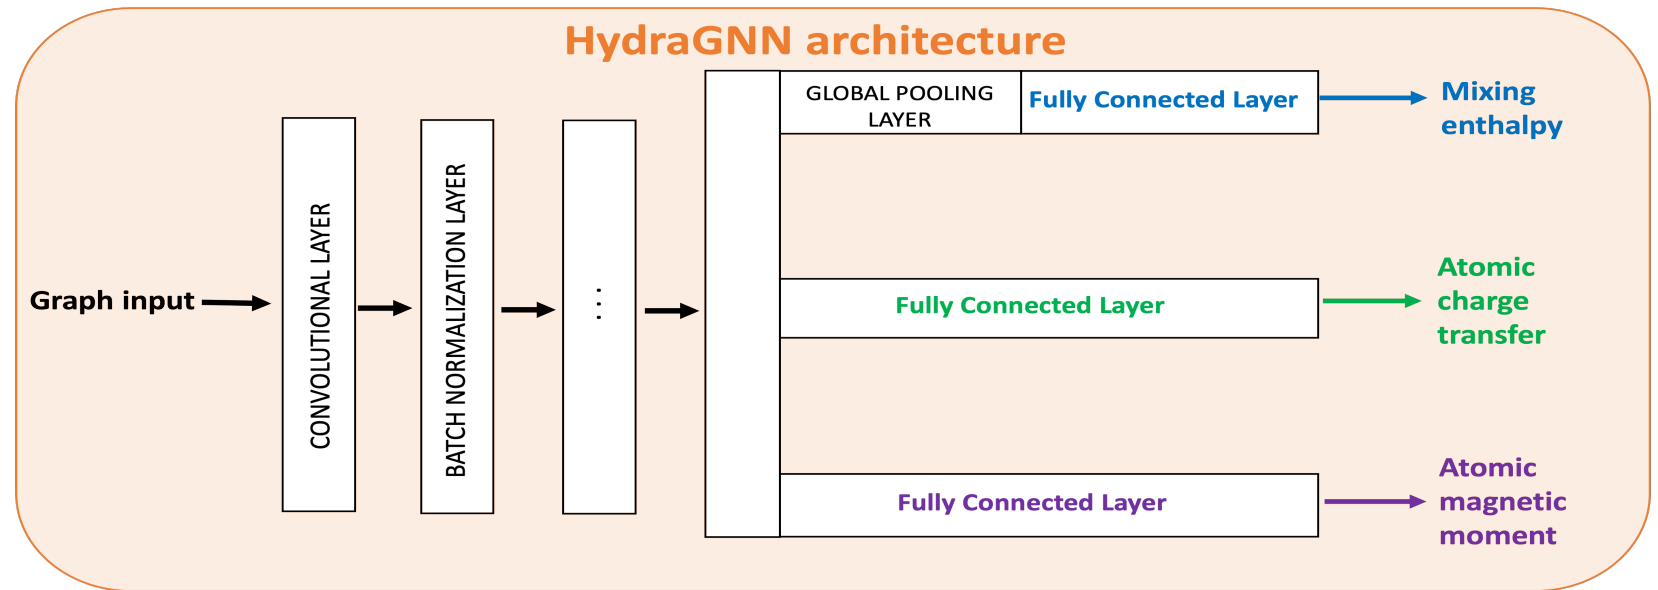 HydraGNN architecture
Graph input
CONVOLUTIONAL LAYER
BATCH NORMALIZATION LAYER
...
GLOBAL POOLING
LAYER
Fully Connected Layer
Mixing
enthalpy
Fully Connected Layer
Atomic
charge
transfer
Fully Connected Layer
Atomic
magnetic
moment